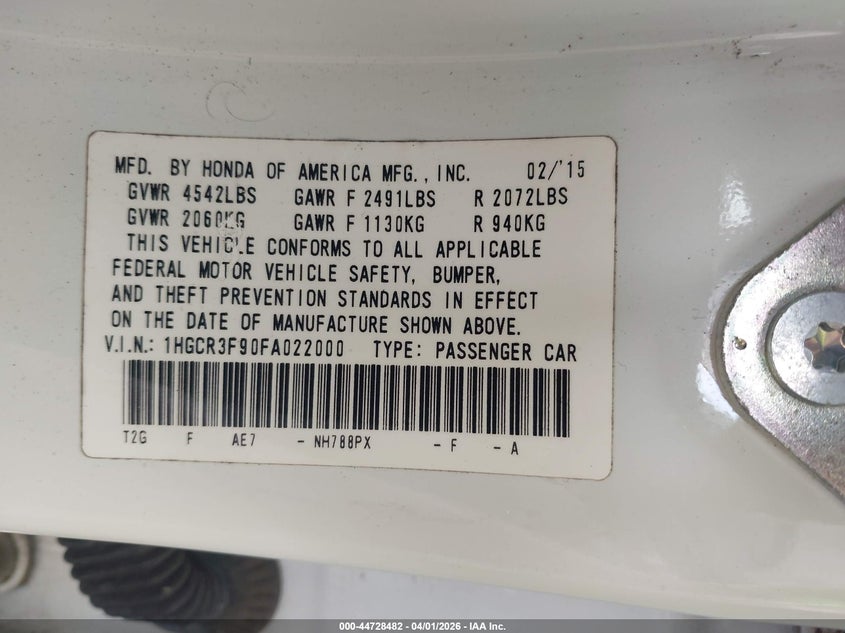 MFD. BY HONDA OF AMERICA MFG., INC. 02/'15
GVWR 4542LBS GAWR F 2491LBS R 2072LBS
GVWR 2060KG GAWR F 1130KG R 940KG
THIS VEHICLE CONFORMS TO ALL APPLICABLE
FEDERAL MOTOR VEHICLE SAFETY, BUMPER,
AND THEFT PREVENTION STANDARDS IN EFFECT
ON THE DATE OF MANUFACTURE SHOWN ABOVE.
V.I.N.: 1HGCR3F90FA022000 TYPE: PASSENGER CAR
T2G F AE7 - NH788PX - F - A
000-44728482 - 04/01/2026 - IAA Inc.